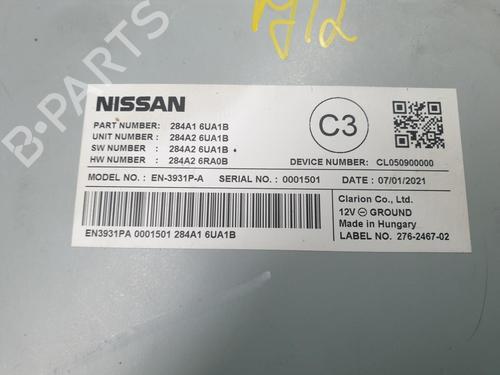 AJ12
B-PARTS
NISSAN
PART NUMBER: 284A1 6UA1B
UNIT NUMBER: 284A2 6UA1B
SW NUMBER : 284A2 6UA1B
HW NUMBER : 284A2 6RA0B
C3
DEVICE NUMBER: CL050900000
MODEL NO.: EN-3931P-A SERIAL NO.: 0001501 DATE : 07/01/2021
EN3931PA 0001501 284A1 6UA1B
Clarion Co., Ltd.
12V ⊖ GROUND
Made in Hungary
LABEL NO. 276-2467-02